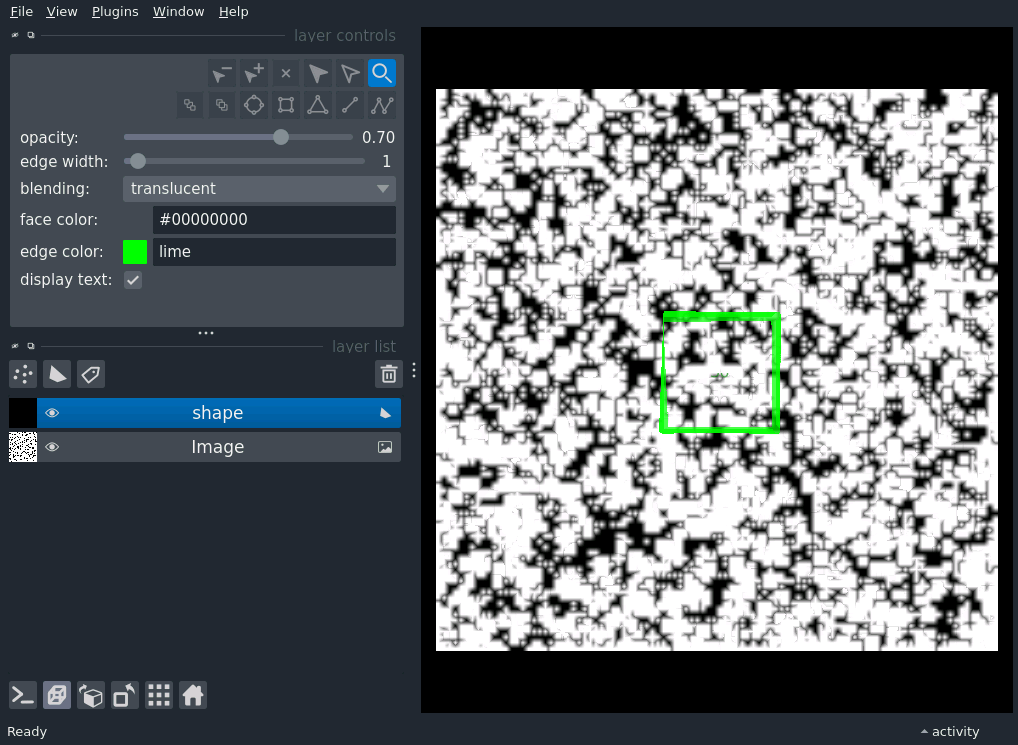 File View Plugins Window Help
layer controls
opacity: 0.70
edge width: 1
blending: translucent
face color: #00000000
edge color: lime
display text:
layer list
shape
Image
Ready
activity